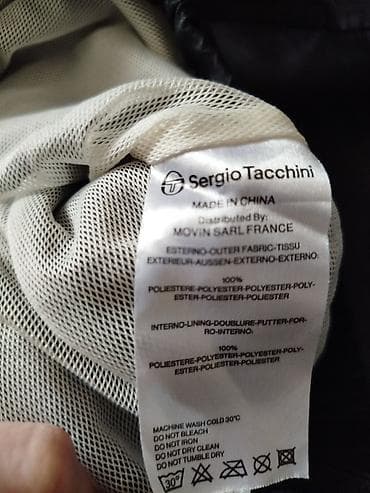 Sergio Tacchini
MADE IN CHINA
Distributed By:
MOVIN SARL FRANCE
ESTERNO-OUTER FABRIC-TISSU
EXTERIEUR-AUSSEN-EXTERNO-EXTERNO:
100%
POLIESTERE-POLYESTER-POLYESTER-POLY-
ESTER-POLIESTER-POLIESTER
INTERNO-LINING-DOUBLURE-FUTTER-FOR-
RO-INTERNO:
100%
POLIESTERE-POLYESTER-POLYESTER-POLY-
ESTER-POLIESTER-POLIESTER
MACHINE WASH COLD 30°C
DO NOT BLEACH
DO NOT IRON
DO NOT DRY CLEAN
DO NOT TUMBLE DRY
30°